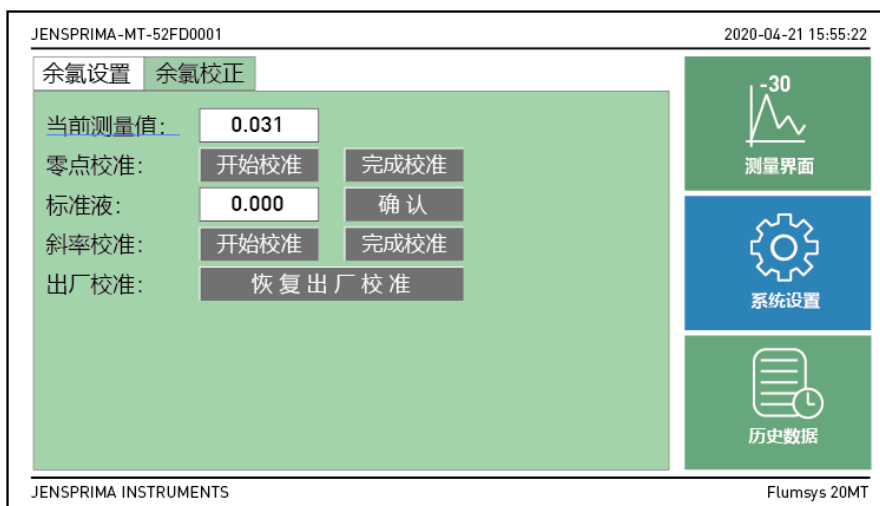 JENSPRIMA-MT-52FD0001 2020-04-21 15:55:22
余氯设置 余氯校正
当前测量值: 0.031
零点校准: 开始校准 完成校准
标准液: 0.000 确认
斜率校准: 开始校准 完成校准
出厂校准: 恢复出厂校准
-30
测量界面
系统设置
历史数据
JENSPRIMA INSTRUMENTS Flumsys 20MT